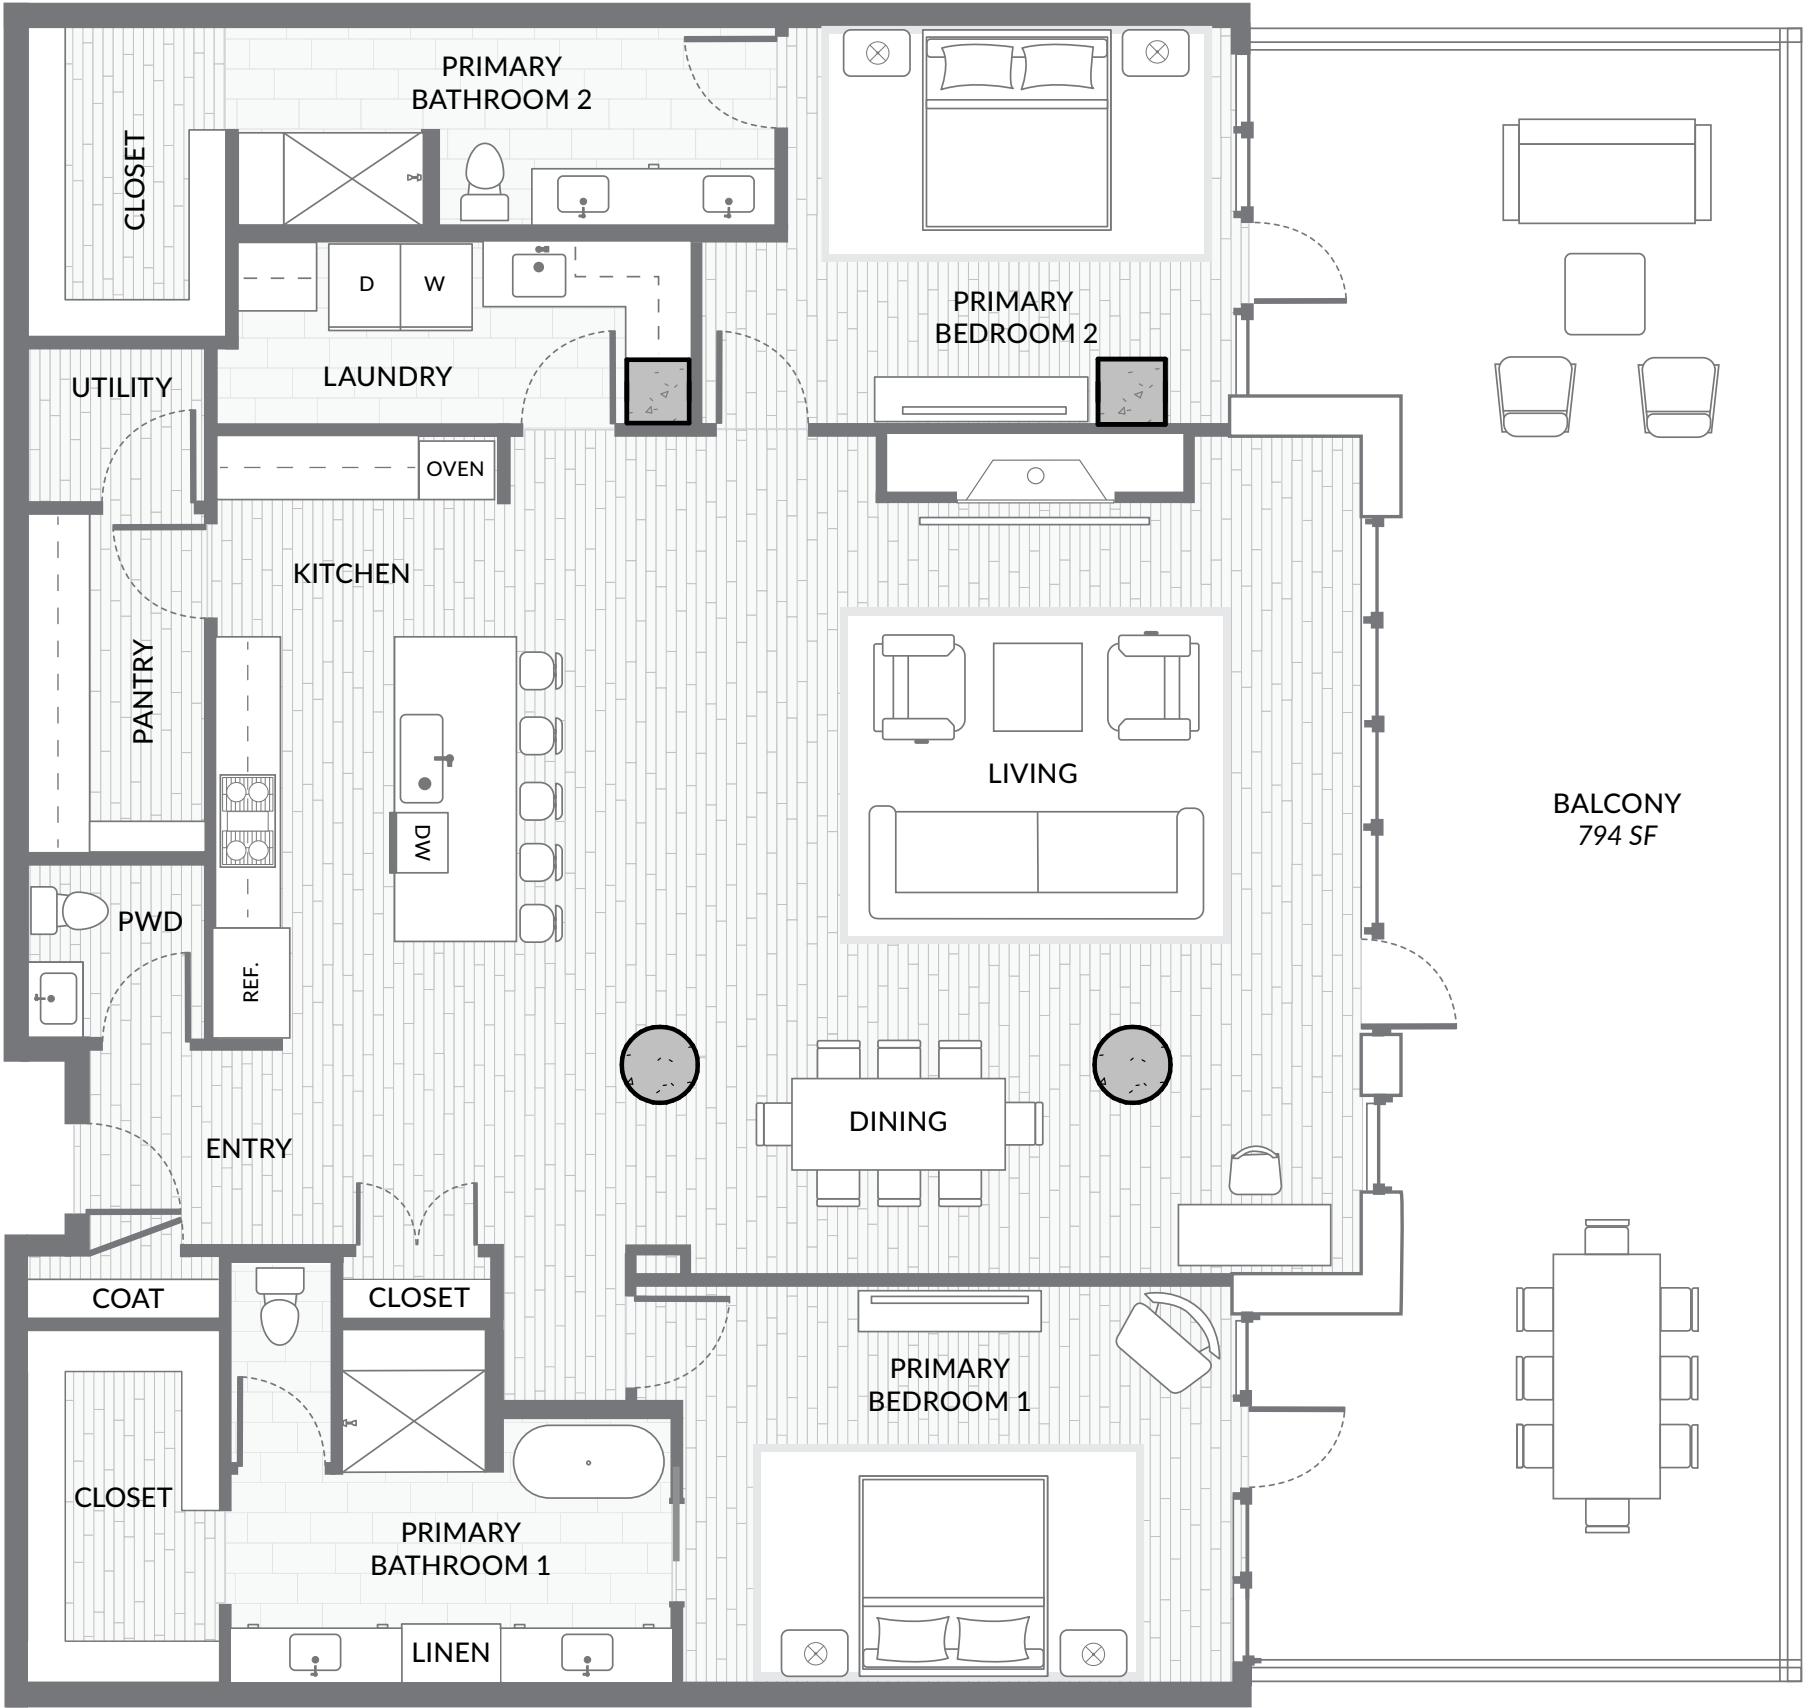 PRIMARY
BATHROOM 2
CLOSET
D
W
PRIMARY
BEDROOM 2
UTILITY
LAUNDRY
OVEN
KITCHEN
PANTRY
LIVING
BALCONY
794 SF
DW
PWD
REF.
DINING
ENTRY
COAT
CLOSET
PRIMARY
BEDROOM 1
CLOSET
PRIMARY
BATHROOM 1
LINEN